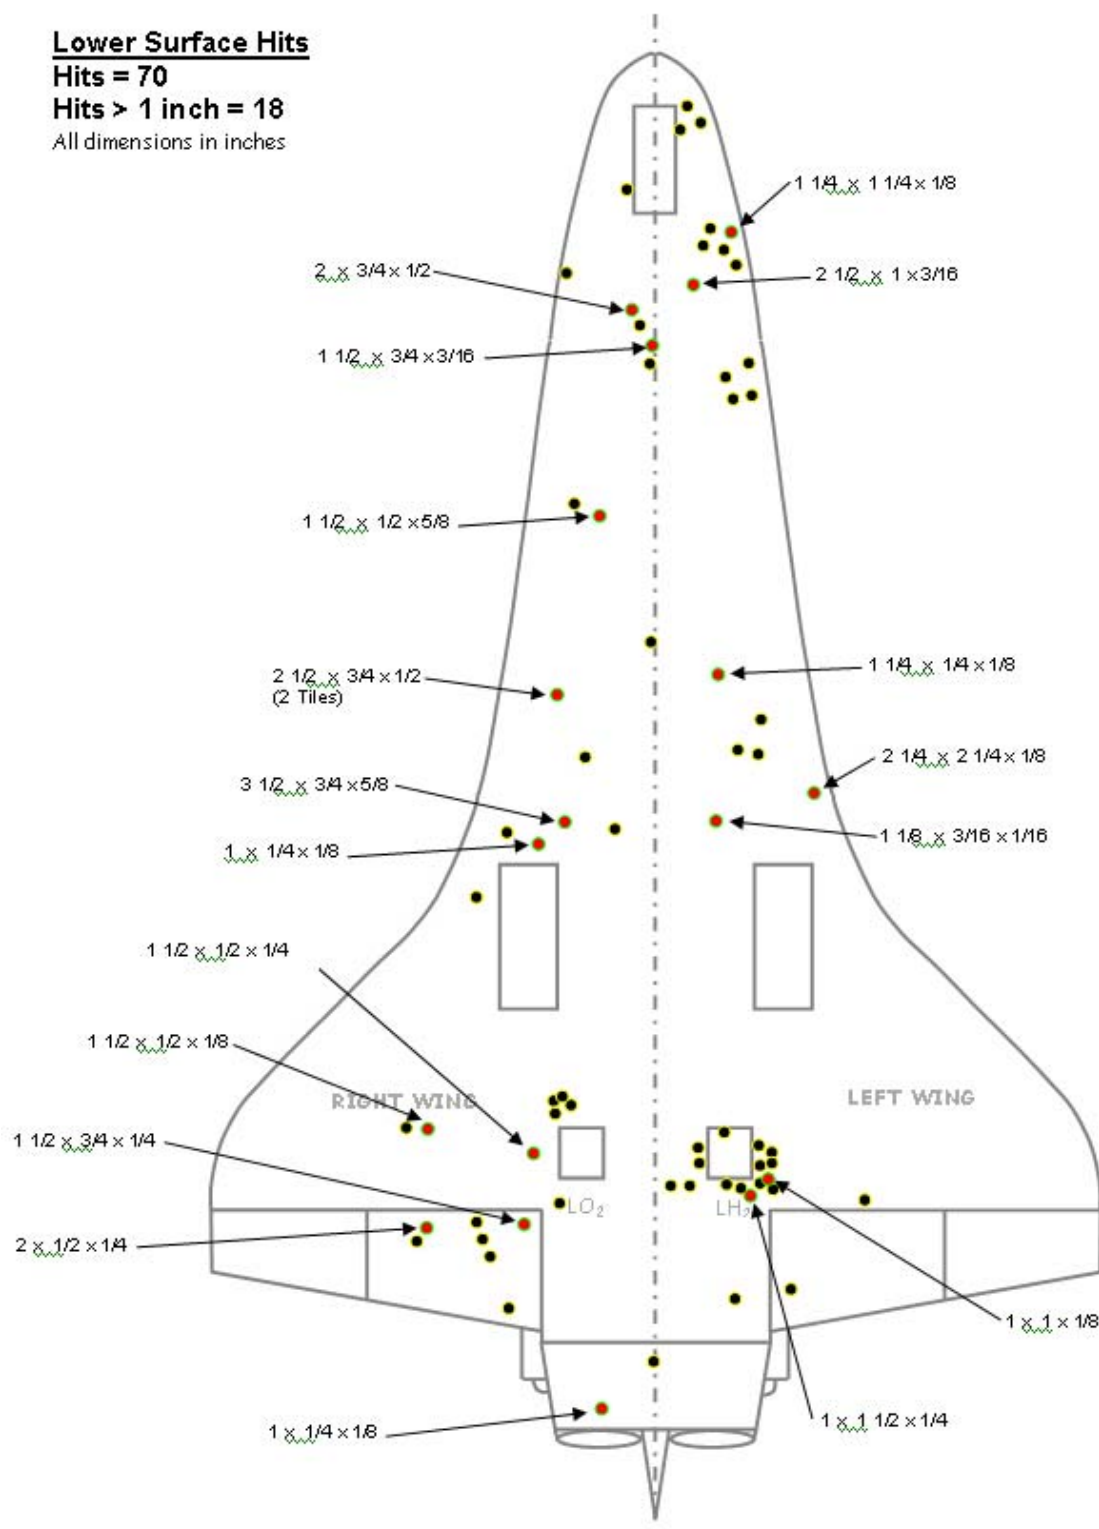 Lower Surface Hits
Hits = 70
Hits > 1 inch = 18
All dimensions in inches
1 1/4 x 1 1/4 x 1/8
2 x 3/4 x 1/2
2 1/2 x 1 x 3/16
1 1/2 x 3/4 x 3/16
1 1/2 x 1/2 x 5/8
2 1/2 x 3/4 x 1/2
(2 Tiles)
1 1/4 x 1/4 x 1/8
2 1/4 x 2 1/4 x 1/8
3 1/2 x 3/4 x 5/8
1 1/8 x 3/16 x 1/16
1 x 1/4 x 1/8
1 1/2 x 1/2 x 1/4
1 1/2 x 1/2 x 1/8
RIGHT WING
LEFT WING
1 1/2 x 3/4 x 1/4
LO2
LH2
2 x 1/2 x 1/4
1 x 1 x 1/8
1 x 1 1/2 x 1/4
1 x 1/4 x 1/8